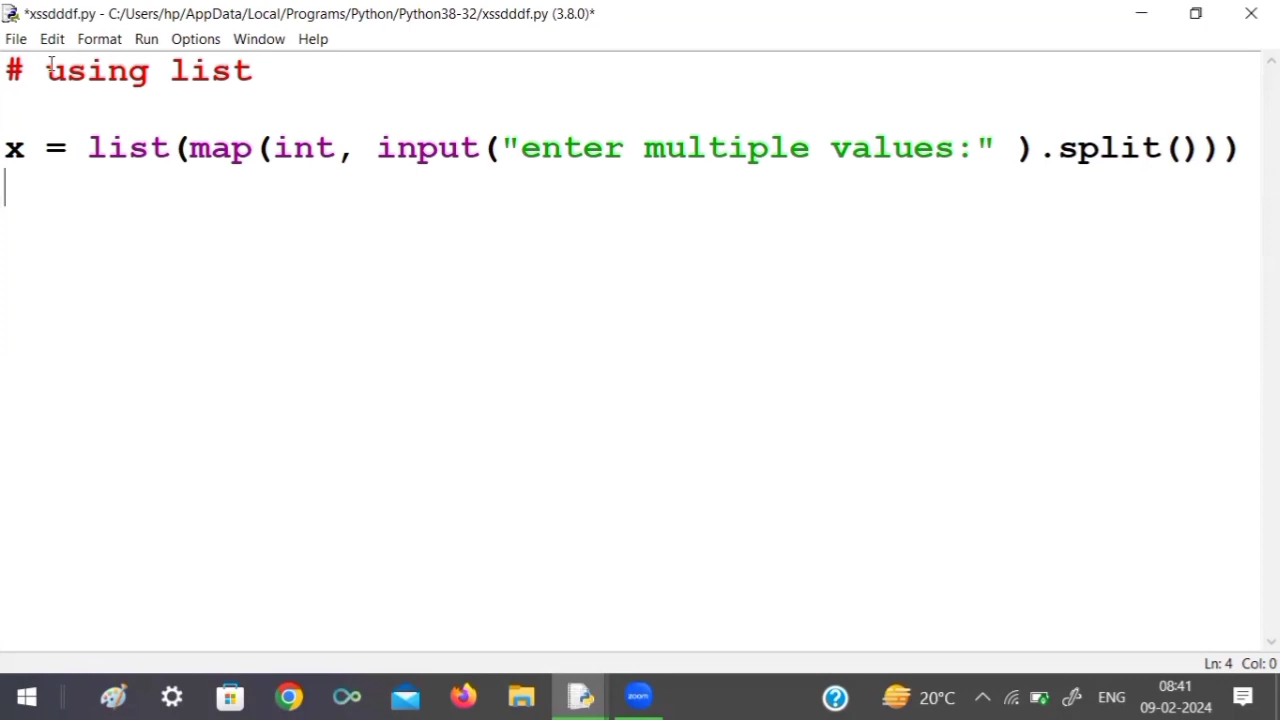 *xssdddf.py - C:/Users/hp/AppData/Local/Programs/Python/Python38-32/xssdddf.py (3.8.0)*
File Edit Format Run Options Window Help
# using list
x = list(map(int, input("enter multiple values:" ).split()))
Ln: 4 Col: 0
zoom
20°C
ENG
08:41
09-02-2024